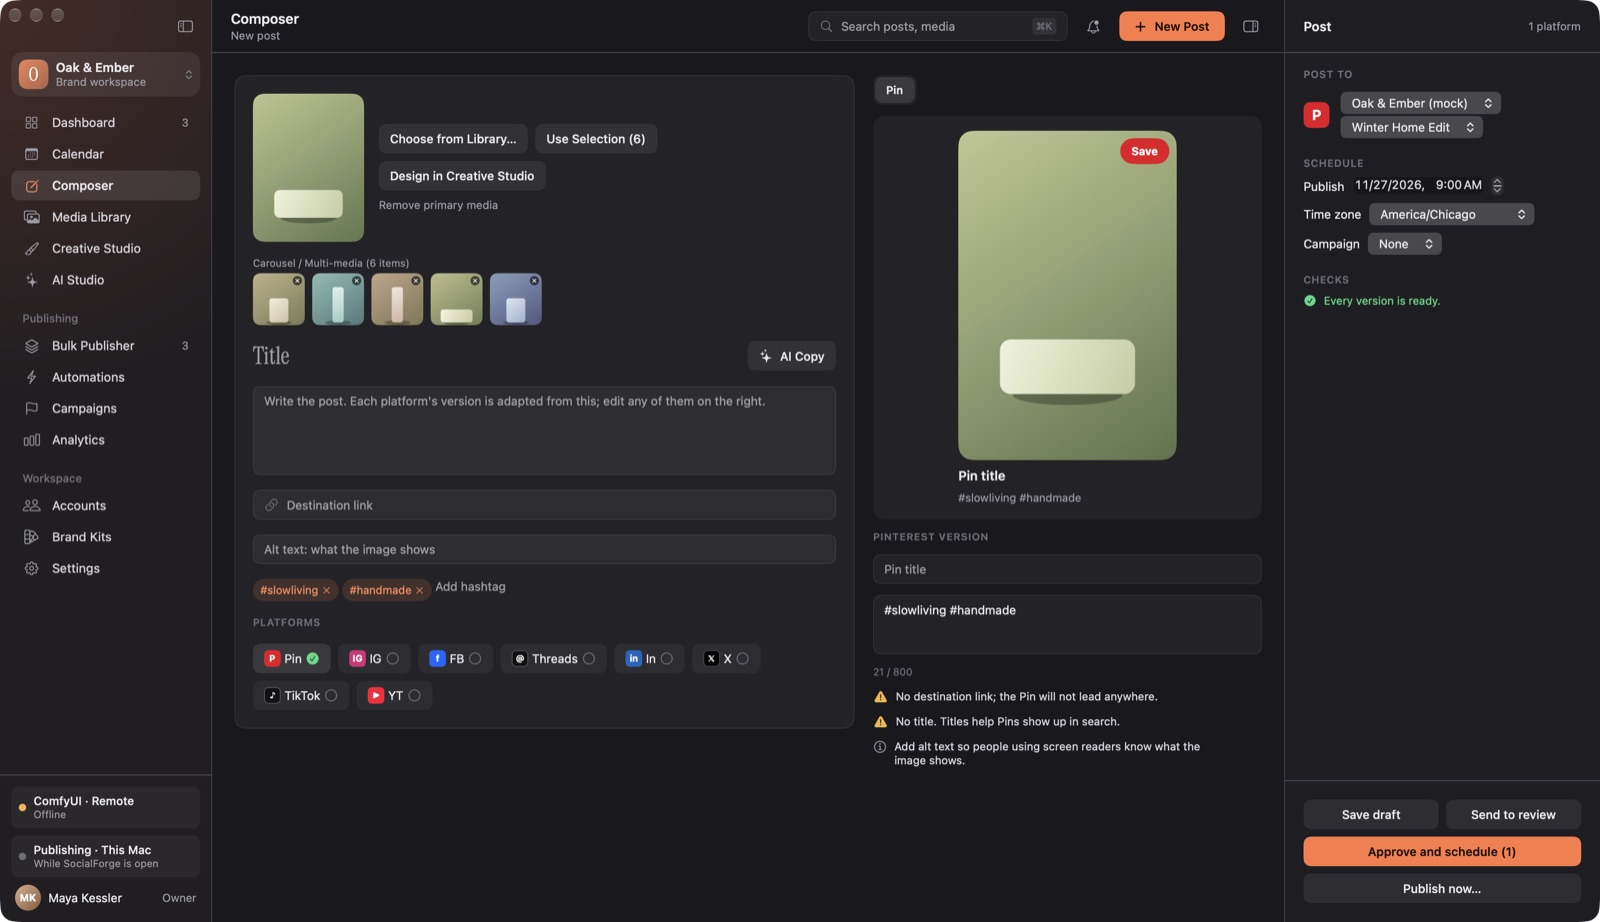 Oak & Ember
Brand workspace
Dashboard 3
Calendar
Composer
Media Library
Creative Studio
AI Studio
Publishing
Bulk Publisher 3
Automations
Campaigns
Analytics
Workspace
Accounts
Brand Kits
Settings
ComfyUI · Remote
Offline
Publishing · This Mac
While SocialForge is open
MK Maya Kessler Owner
Composer
New post
Search posts, media ⌘K
+ New Post
Choose from Library... Use Selection (6)
Design in Creative Studio
Remove primary media
Carousel / Multi-media (6 items)
Title
AI Copy
Write the post. Each platform's version is adapted from this; edit any of them on the right.
Destination link
Alt text: what the image shows
#slowliving × #handmade × Add hashtag
PLATFORMS
P Pin IG IG f FB @ Threads in In X X
TikTok YT
Pin
Save
Pin title
#slowliving #handmade
PINTEREST VERSION
Pin title
#slowliving #handmade
21 / 800
No destination link; the Pin will not lead anywhere.
No title. Titles help Pins show up in search.
Add alt text so people using screen readers know what the
image shows.
Post 1 platform
POST TO
P
Oak & Ember (mock)
Winter Home Edit
SCHEDULE
Publish 11/27/2026, 9:00 AM
Time zone America/Chicago
Campaign None
CHECKS
Every version is ready.
Save draft Send to review
Approve and schedule (1)
Publish now...